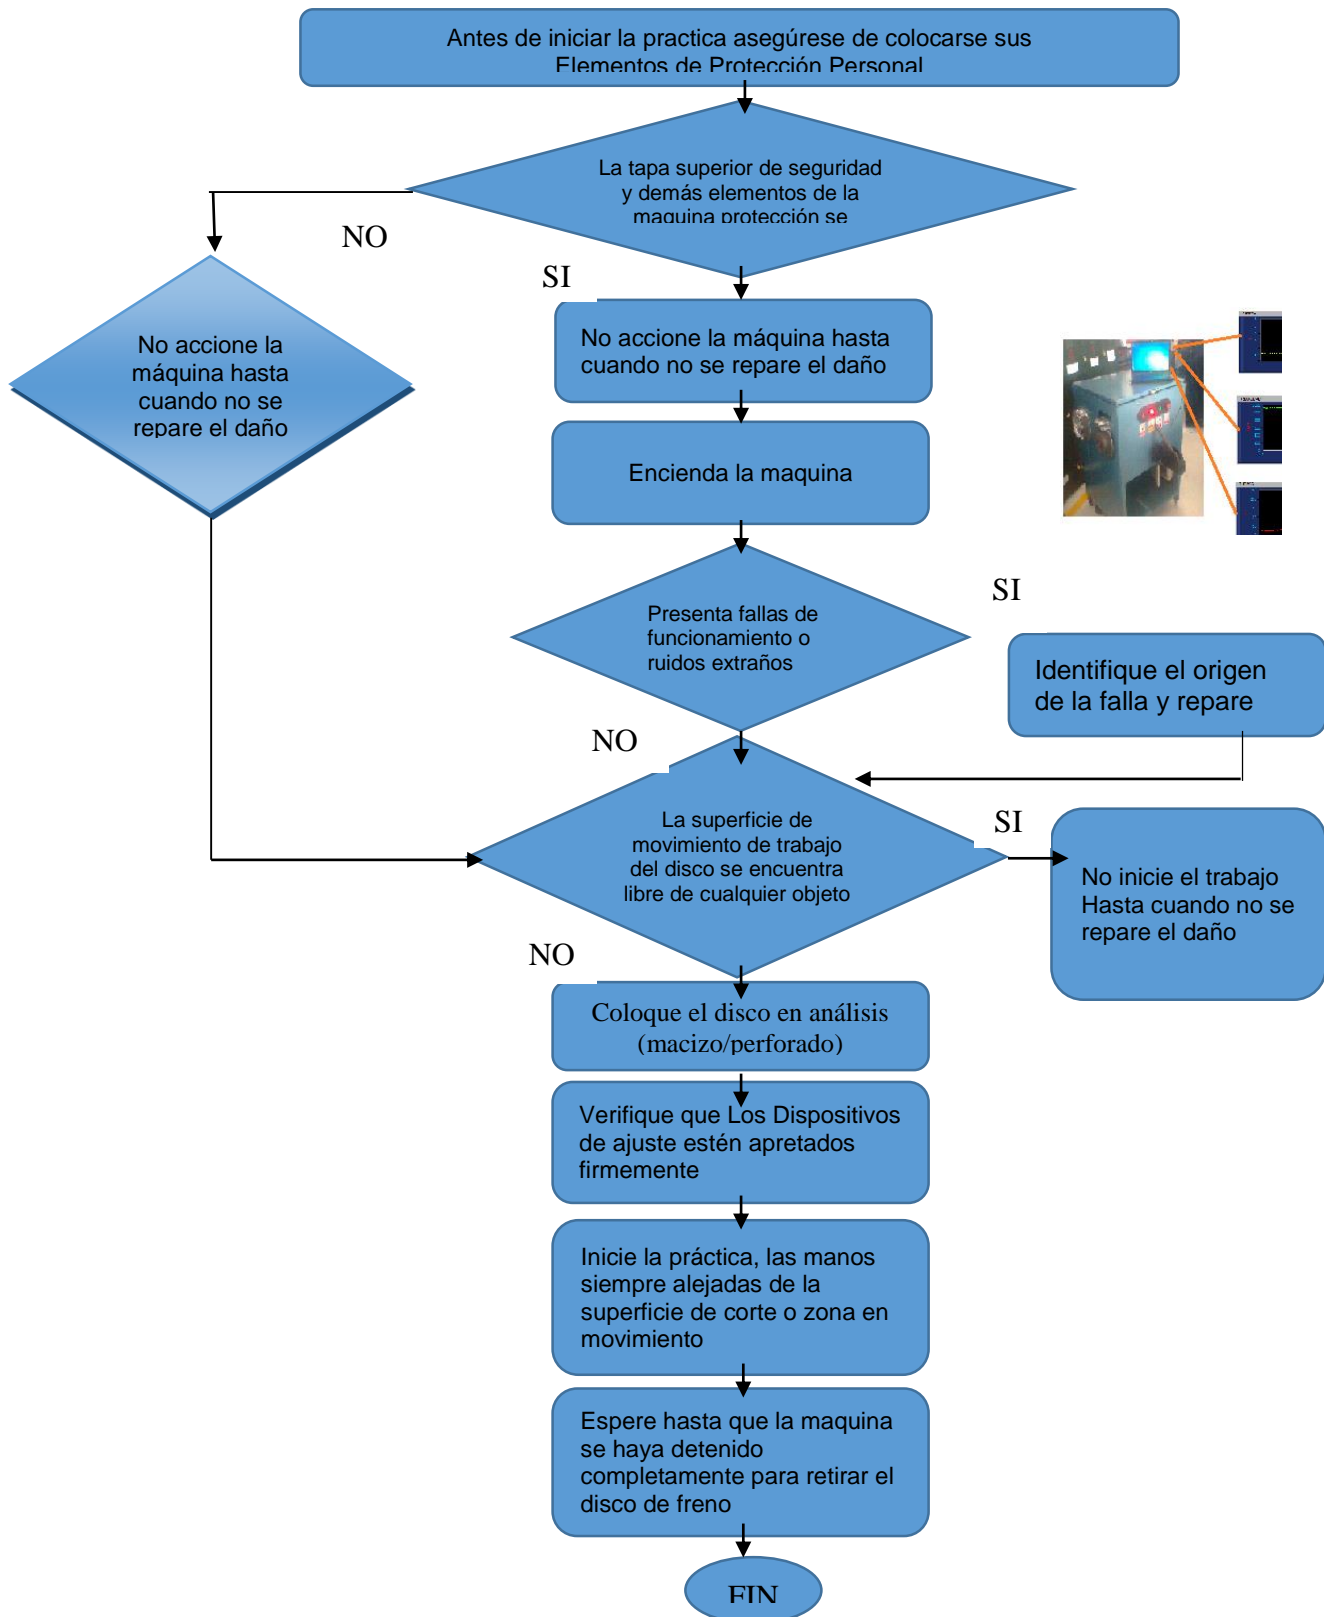 Antes de iniciar la practica asegúrese de colocarse sus
Elementos de Protección Personal
La tapa superior de seguridad
y demás elementos de la
maquina protección se
NO
SI
No accione la
máquina hasta
cuando no se
repare el daño
No accione la máquina hasta
cuando no se repare el daño
Encienda la maquina
Presenta fallas de
funcionamiento o
ruidos extraños
SI
Identifique el origen
de la falla y repare
NO
La superficie de
movimiento de trabajo
del disco se encuentra
libre de cualquier objeto
SI
No inicie el trabajo
Hasta cuando no se
repare el daño
NO
Coloque el disco en análisis
(macizo/perforado)
Verifique que Los Dispositivos
de ajuste estén apretados
firmemente
Inicie la práctica, las manos
siempre alejadas de la
superficie de corte o zona en
movimiento
Espere hasta que la maquina
se haya detenido
completamente para retirar el
disco de freno
FIN